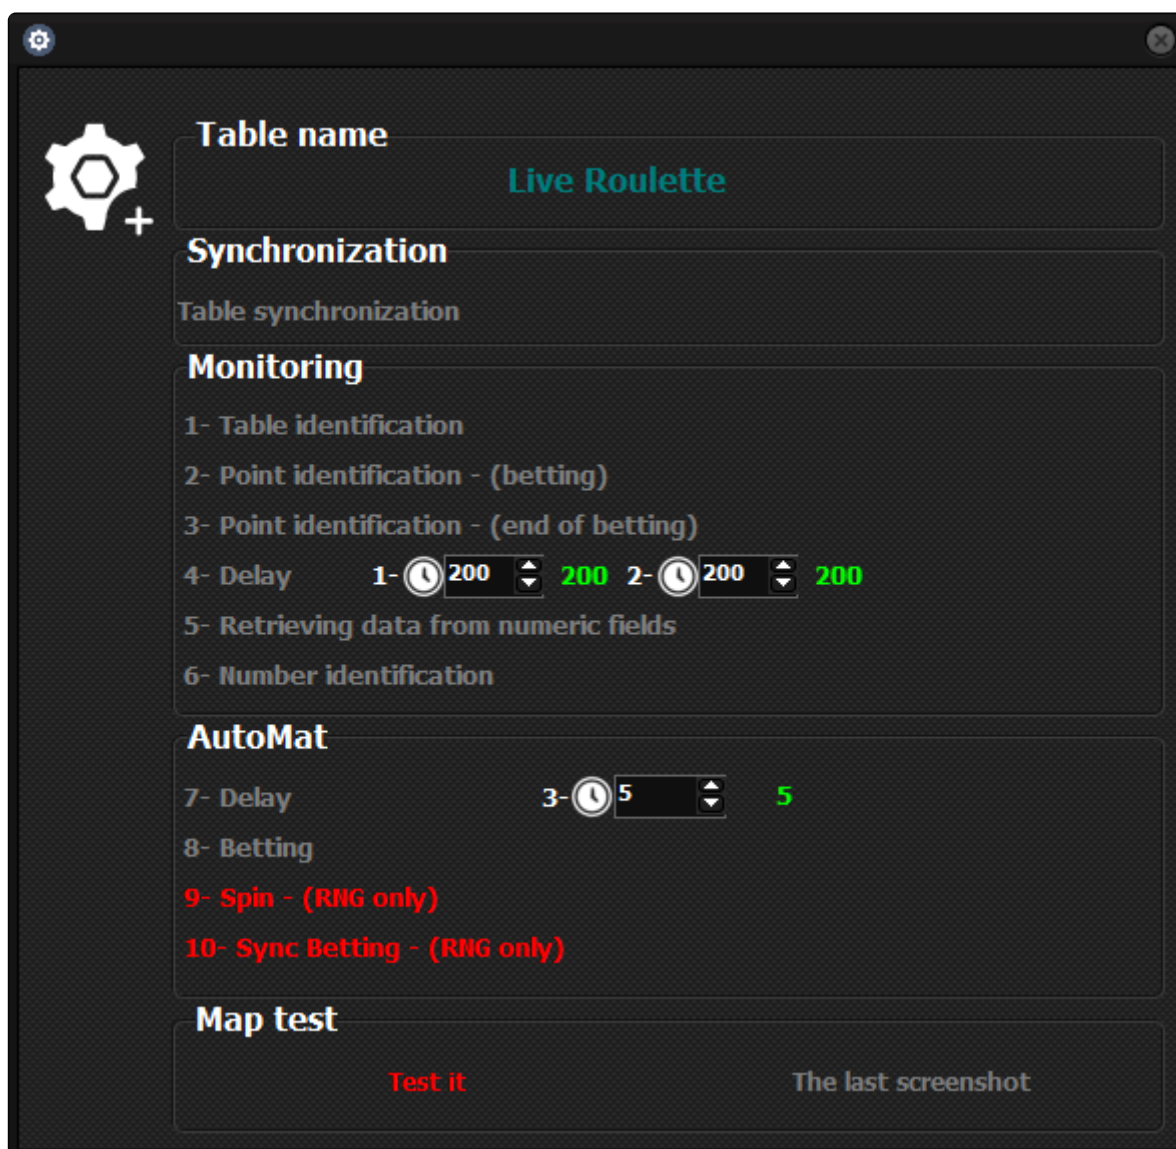 Table name
Live Roulette
Synchronization
Table synchronization
Monitoring
1- Table identification
2- Point identification - (betting)
3- Point identification - (end of betting)
4- Delay 1- 200 200 2- 200 200
5- Retrieving data from numeric fields
6- Number identification
AutoMat
7- Delay 3- 5 5
8- Betting
9- Spin - (RNG only)
10- Sync Betting - (RNG only)
Map test
Test it The last screenshot